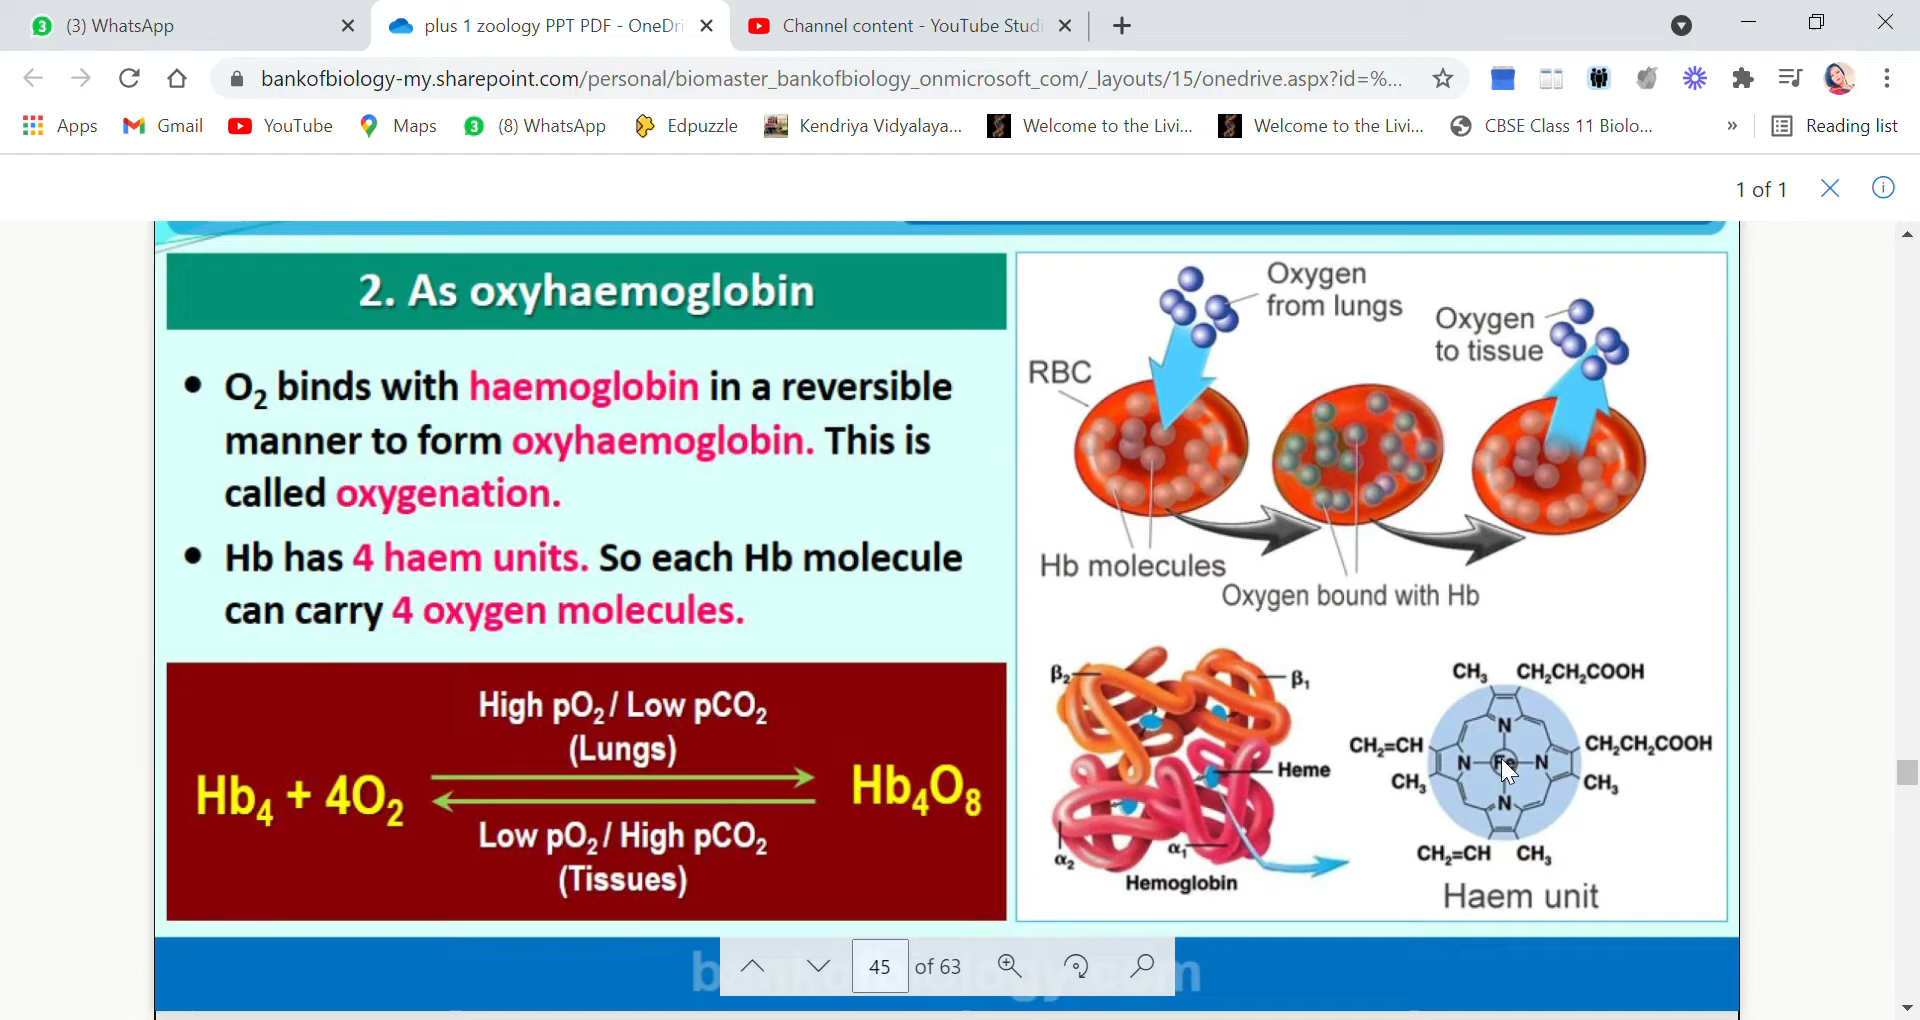 3 (3) WhatsApp
plus 1 zoology PPT PDF - OneDri
Channel content - YouTube Studi
bankofbiology-my.sharepoint.com/personal/biomaster_bankofbiology_onmicrosoft_com/_layouts/15/onedrive.aspx?id=%...
Apps
Gmail
YouTube
Maps
3 (8) WhatsApp
Edpuzzle
Kendriya Vidyalaya...
Welcome to the Livi...
Welcome to the Livi...
CBSE Class 11 Biolo...
»
Reading list
1 of 1
2. As oxyhaemoglobin
• O₂ binds with haemoglobin in a reversible
manner to form oxyhaemoglobin. This is
called oxygenation.
• Hb has 4 haem units. So each Hb molecule
can carry 4 oxygen molecules.
High pO₂ / Low pCO₂
(Lungs)
Hb₄ + 4O₂
Hb₄O₈
Low pO₂ / High pCO₂
(Tissues)
Oxygen
from lungs
Oxygen
to tissue
RBC
Hb molecules
Oxygen bound with Hb
β₂
β₁
Heme
α₂
α₁
Hemoglobin
CH₃ CH₂CH₂COOH
N
CH₂=CH
CH₂CH₂COOH
N Fe N
CH₃
CH₃
N
CH₂=CH CH₃
Haem unit
45 of 63